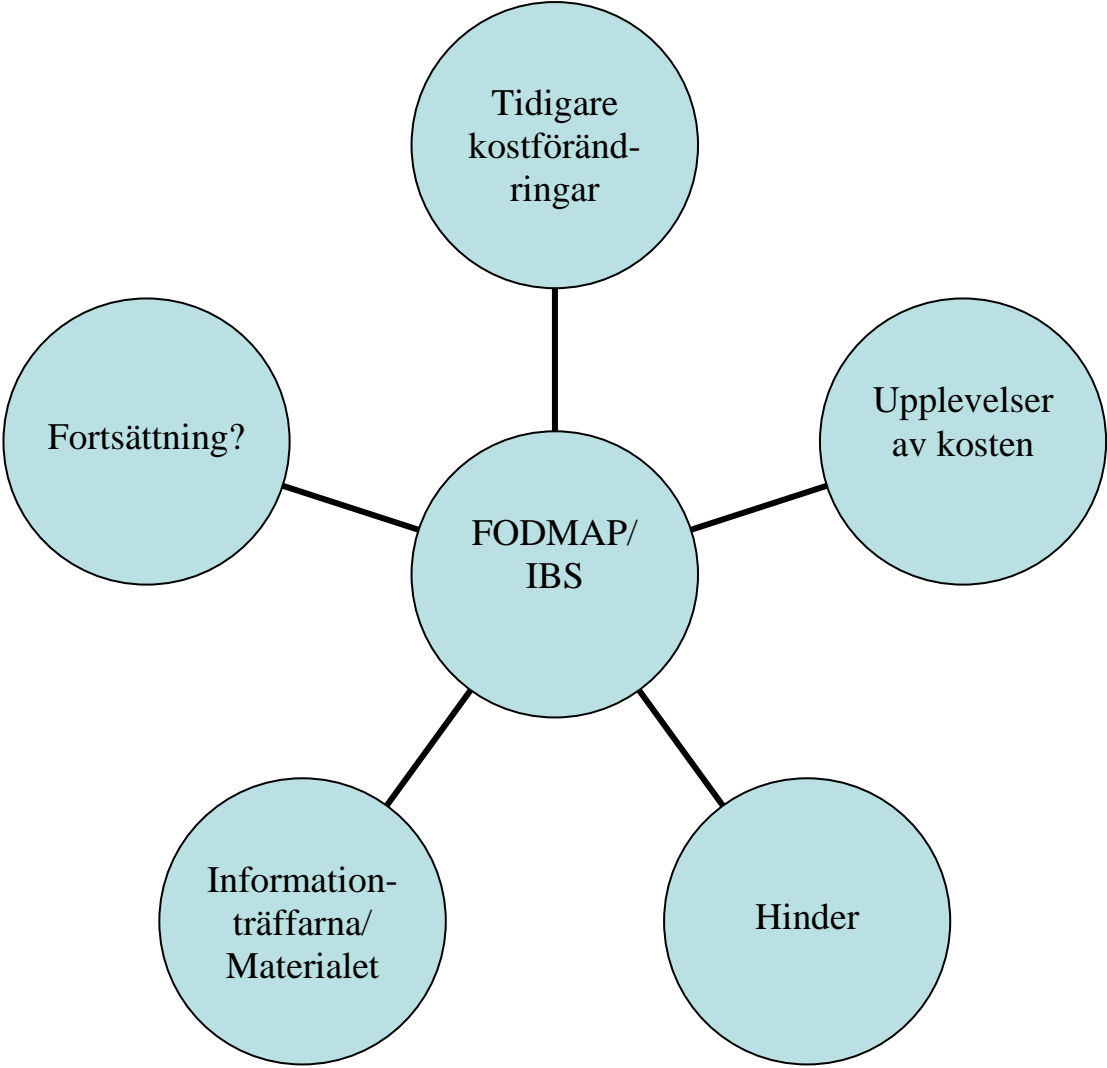 Tidigare
kostföränd-
ringar
Upplevelser
av kosten
Fortsättning?
FODMAP/
IBS
Information-
träffarna/
Materialet
Hinder